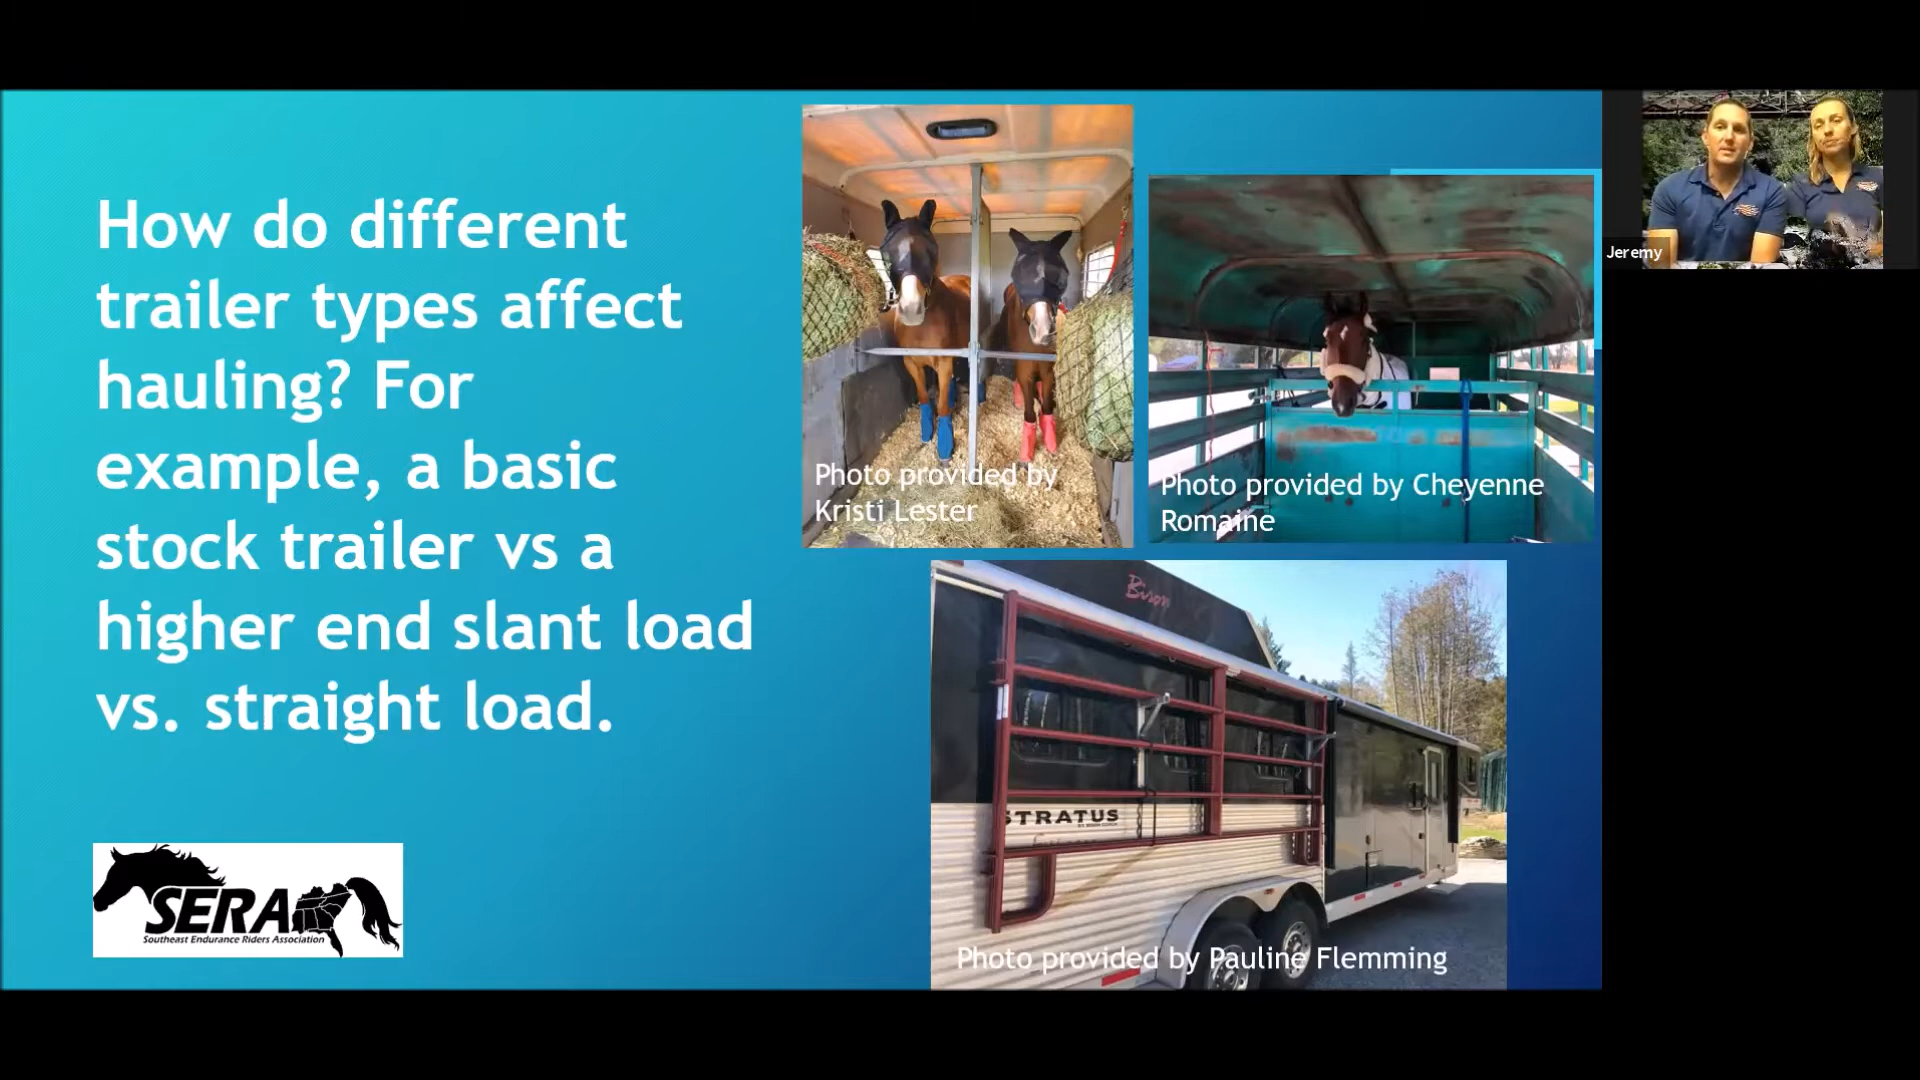 How do different
trailer types affect
hauling? For
example, a basic
stock trailer vs a
higher end slant load
vs. straight load.
SERA
Southeast Endurance Riders Association
Photo provided by
Kristi Lester
Photo provided by Cheyenne
Romaine
Bison
STRATUS
Photo provided by Pauline Flemming
Jeremy